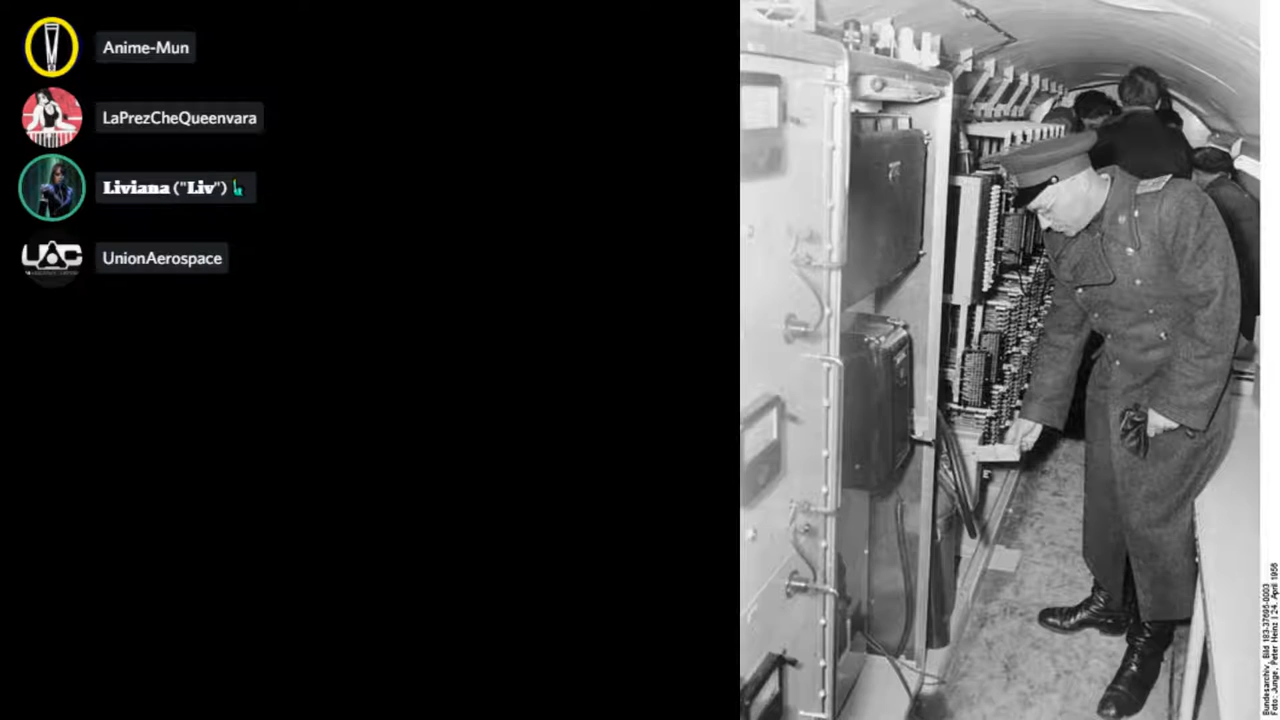 Anime-Mun
LaPrezCheQueenvara
Liviana ("Liv")
UAC
UnionAerospace
Bundesarchiv, Bild 183-37695-0003
Foto: Junge, Peter Heinz | 24. April 1956